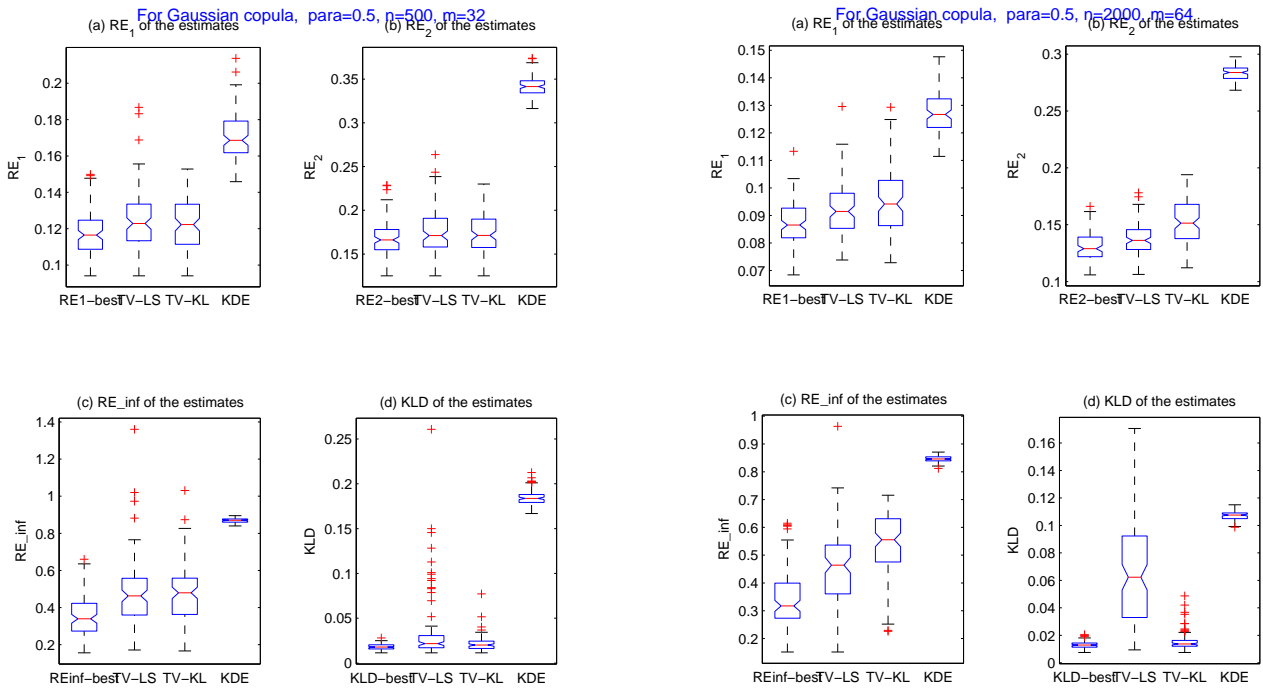 For Gaussian copula, para=0.5, n=500, m=32
(a) RE1 of the estimates
(b) RE2 of the estimates
0.2
0.18
0.16
0.14
0.12
0.1
RE1
RE1−best
TV−LS
TV−KL
KDE
0.35
0.3
0.25
0.2
0.15
RE2
RE2−best
TV−LS
TV−KL
KDE
(c) RE_inf of the estimates
1.4
1.2
1
0.8
0.6
0.4
0.2
RE_inf
REinf−best
TV−LS
TV−KL
KDE
(d) KLD of the estimates
0.25
0.2
0.15
0.1
0.05
0
KLD
KLD−best
TV−LS
TV−KL
KDE
For Gaussian copula, para=0.5, n=2000, m=64
(a) RE1 of the estimates
(b) RE2 of the estimates
0.15
0.14
0.13
0.12
0.11
0.1
0.09
0.08
0.07
RE1
RE1−best
TV−LS
TV−KL
KDE
0.3
0.25
0.2
0.15
0.1
RE2
RE2−best
TV−LS
TV−KL
KDE
(c) RE_inf of the estimates
1
0.9
0.8
0.7
0.6
0.5
0.4
0.3
0.2
RE_inf
REinf−best
TV−LS
TV−KL
KDE
(d) KLD of the estimates
0.16
0.14
0.12
0.1
0.08
0.06
0.04
0.02
0
KLD
KLD−best
TV−LS
TV−KL
KDE